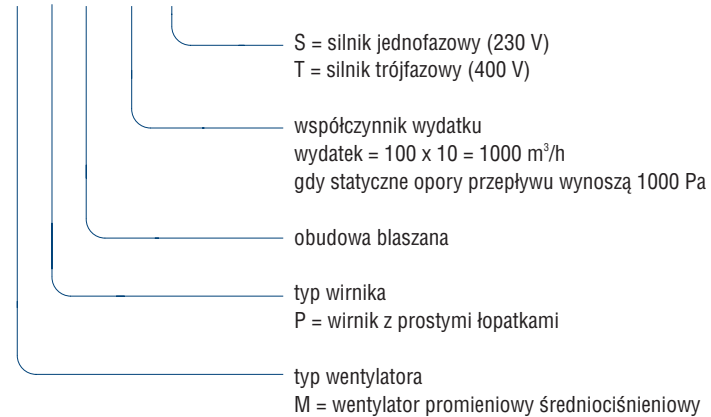 S = silnik jednofazowy (230 V)
T = silnik trójfazowy (400 V)
współczynnik wydatku
wydatek = 100 x 10 = 1000 m³/h
gdy statyczne opory przepływu wynoszą 1000 Pa
obudowa blaszana
typ wirnika
P = wirnik z prostymi łopatkami
typ wentylatora
M = wentylator promieniowy średniociśnieniowy